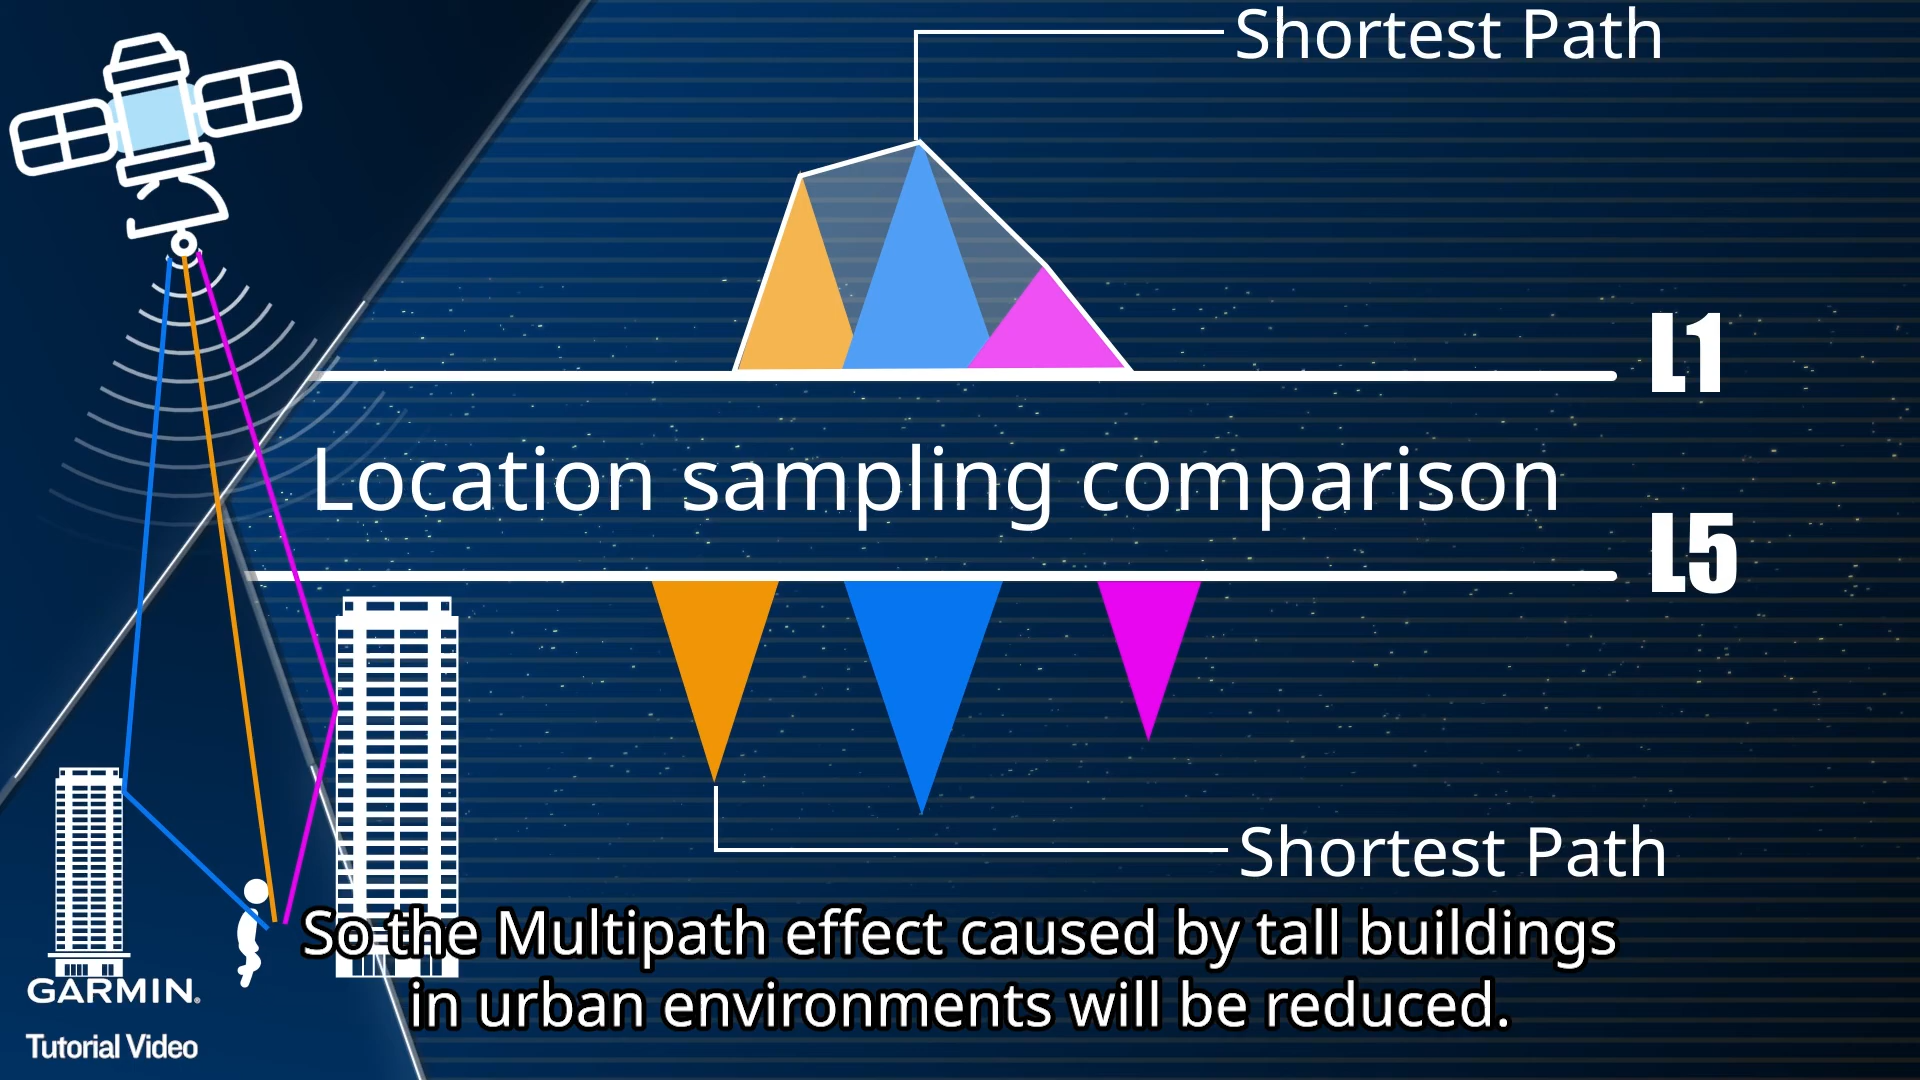 Shortest Path
L1
Location sampling comparison
L5
Shortest Path
So the Multipath effect caused by tall buildings
in urban environments will be reduced.
GARMIN®
Tutorial Video